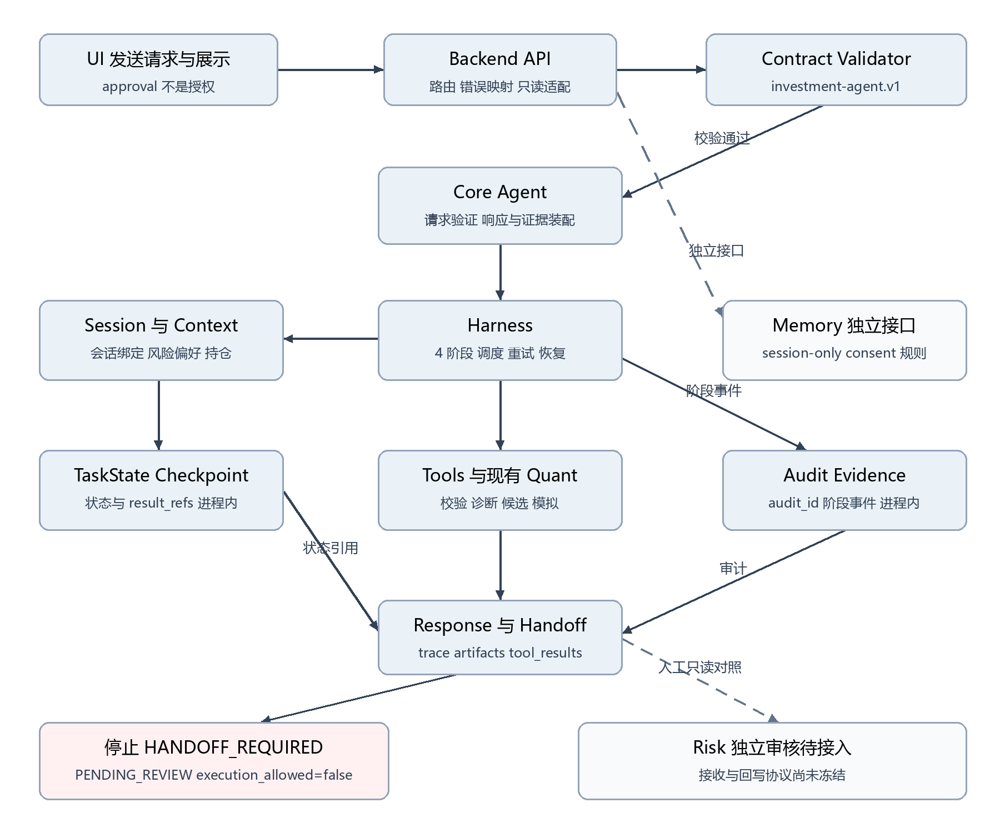 UI 发送请求与展示
approval 不是授权
Backend API
路由 错误映射 只读适配
Contract Validator
investment-agent.v1
校验通过
Core Agent
请求验证 响应与证据装配
独立接口
Session 与 Context
会话绑定 风险偏好 持仓
Harness
4 阶段 调度 重试 恢复
Memory 独立接口
session-only consent 规则
阶段事件
TaskState Checkpoint
状态与 result_refs 进程内
Tools 与现有 Quant
校验 诊断 候选 模拟
Audit Evidence
audit_id 阶段事件 进程内
状态引用
审计
Response 与 Handoff
trace artifacts tool_results
人工只读对照
停止 HANDOFF_REQUIRED
PENDING_REVIEW execution_allowed=false
Risk 独立审核待接入
接收与回写协议尚未冻结